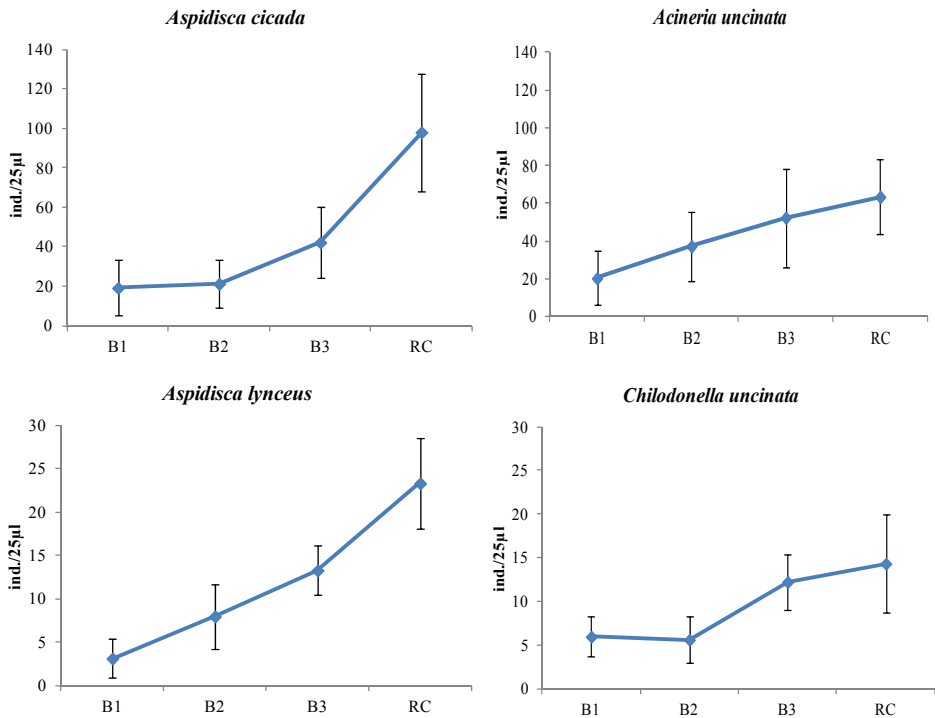 Aspidisca cicada
140
120
100
80
60
40
20
0
ind./25µl
B1 B2 B3 RC
Acineria uncinata
140
120
100
80
60
40
20
0
ind./25µl
B1 B2 B3 RC
Aspidisca lynceus
30
25
20
15
10
5
0
ind./25µl
B1 B2 B3 RC
Chilodonella uncinata
30
25
20
15
10
5
0
ind./25µl
B1 B2 B3 RC